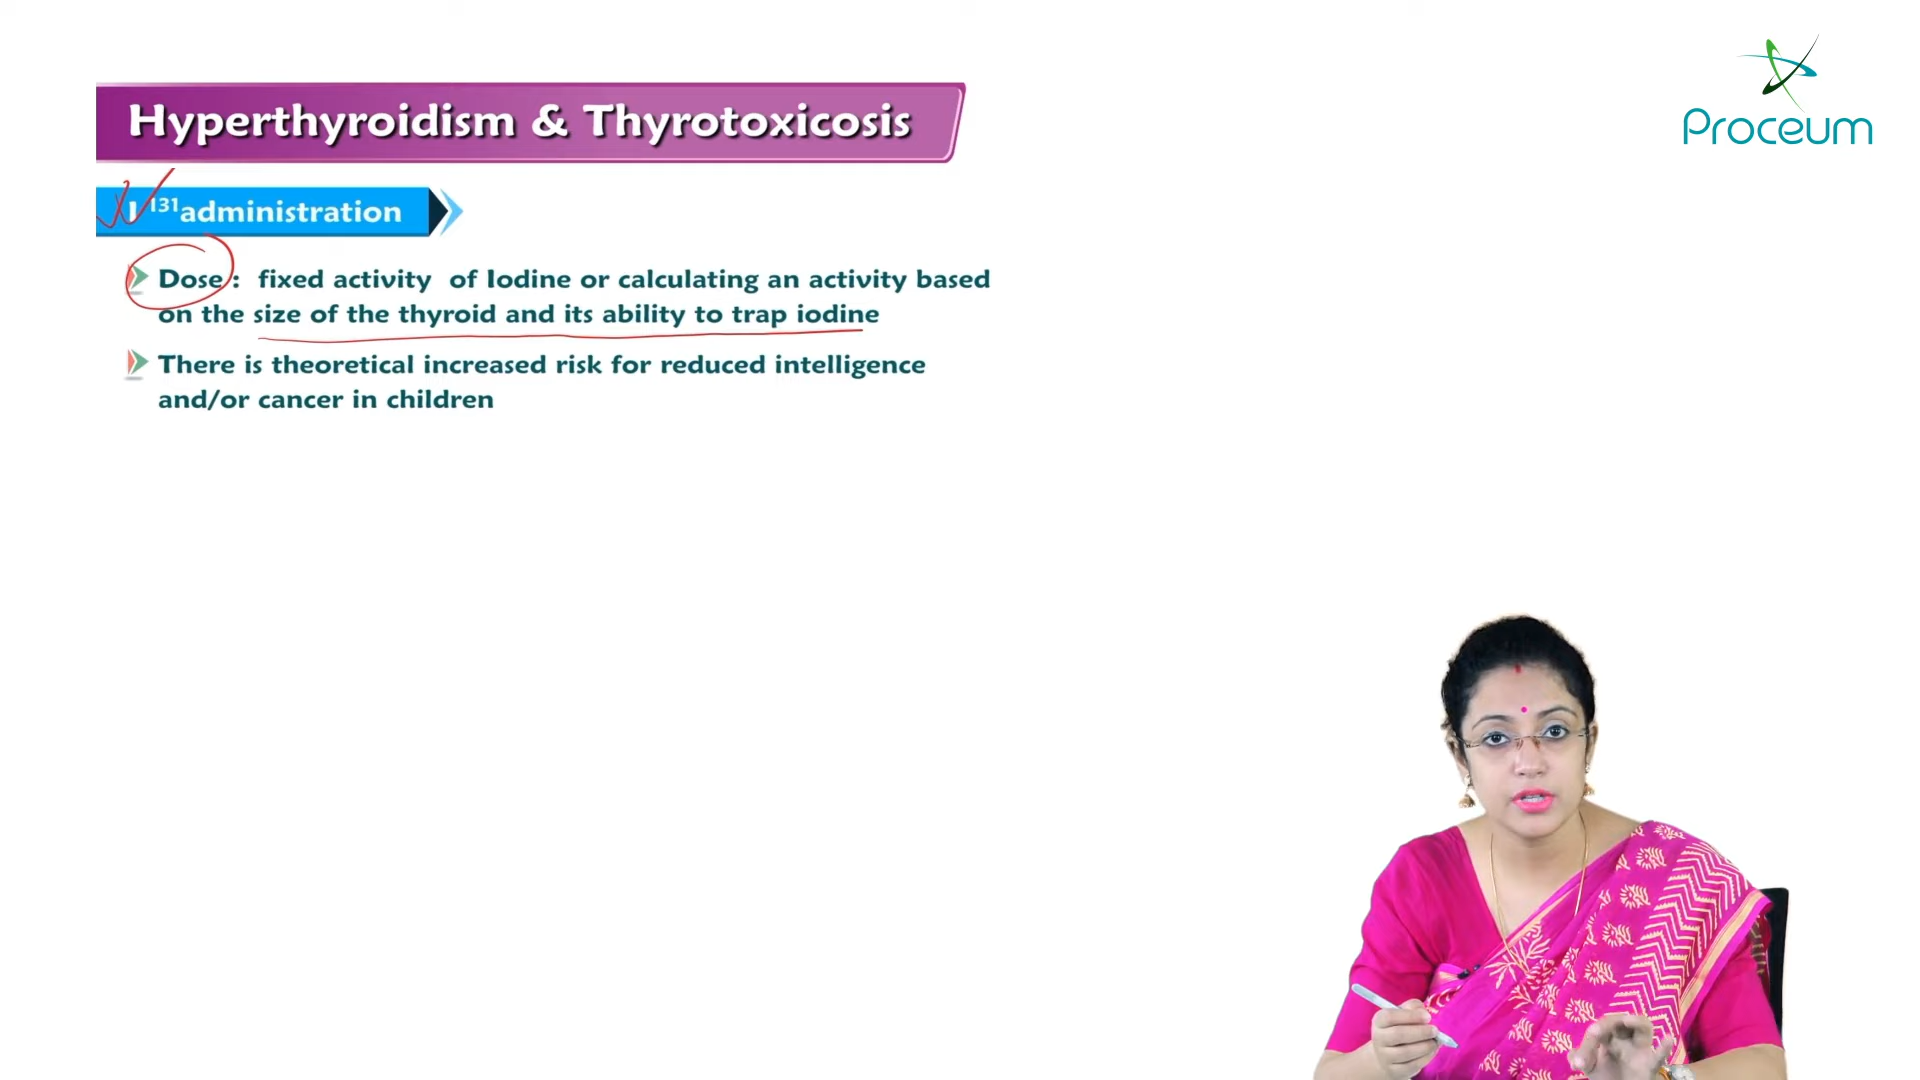 Proceum
Hyperthyroidism & Thyrotoxicosis
I ¹³¹administration
Dose : fixed activity of Iodine or calculating an activity based
on the size of the thyroid and its ability to trap iodine
There is theoretical increased risk for reduced intelligence
and/or cancer in children